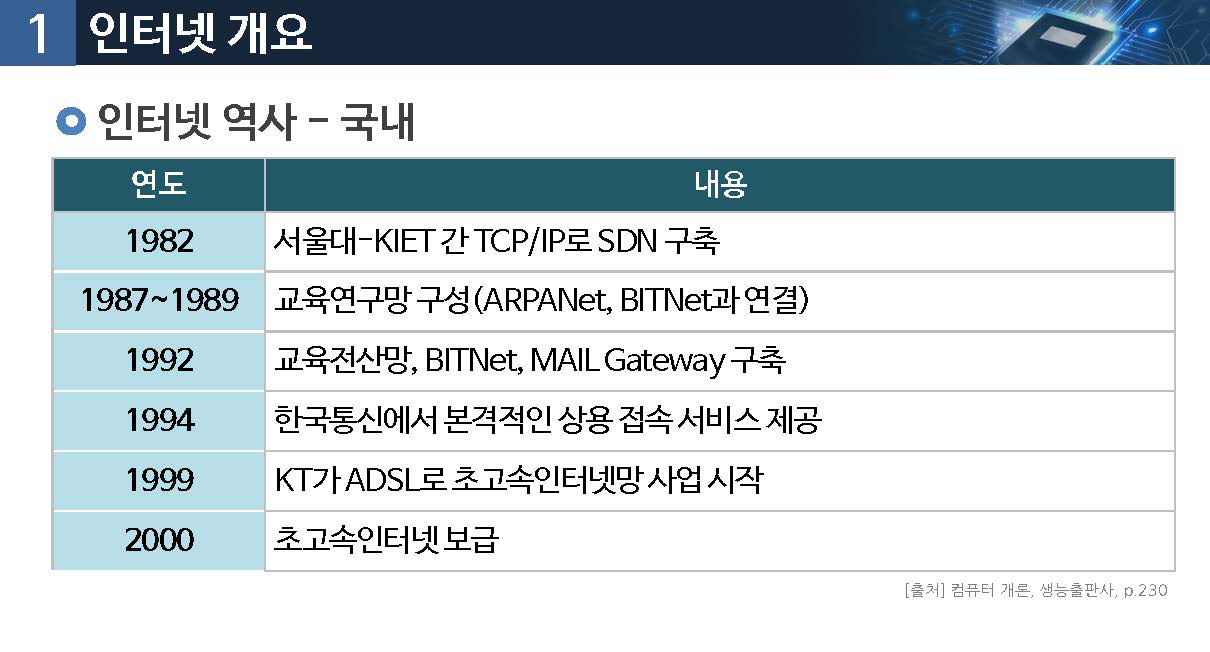 1 인터넷 개요
인터넷 역사 - 국내
연도 내용
1982 서울대-KIET 간 TCP/IP로 SDN 구축
1987~1989 교육연구망 구성(ARPANet, BITNet과 연결)
1992 교육전산망, BITNet, MAIL Gateway 구축
1994 한국통신에서 본격적인 상용 접속 서비스 제공
1999 KT가 ADSL로 초고속인터넷망 사업 시작
2000 초고속인터넷 보급
[출처] 컴퓨터 개론, 생능출판사, p.230